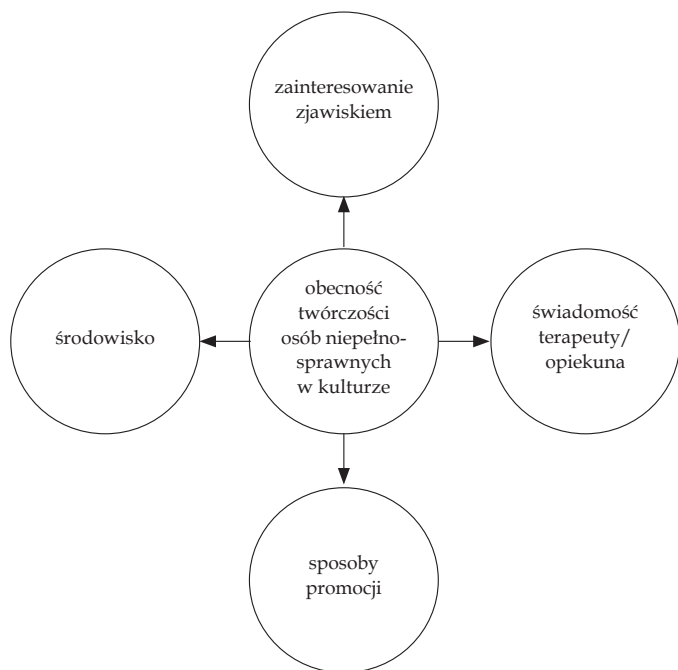 zainteresowanie
zjawiskiem
środowisko
obecność
twórczości
osób niepełno-
sprawnych
w kulturze
świadomość
terapeuty/
opiekuna
sposoby
promocji